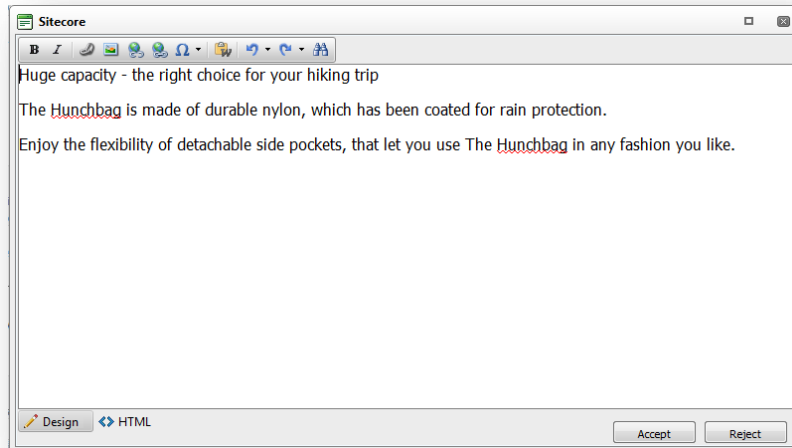 Sitecore
B I Ω W
Huge capacity - the right choice for your hiking trip
The Hunchbag is made of durable nylon, which has been coated for rain protection.
Enjoy the flexibility of detachable side pockets, that let you use The Hunchbag in any fashion you like.
Design HTML
Accept Reject